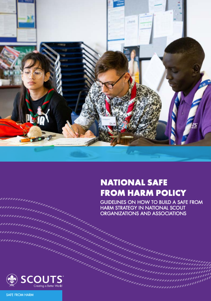 NATIONAL SAFE
FROM HARM POLICY
GUIDELINES ON HOW TO BUILD A SAFE FROM
HARM STRATEGY IN NATIONAL SCOUT
ORGANIZATIONS AND ASSOCIATIONS
SCOUTS
Creating a Better World
SAFE FROM HARM